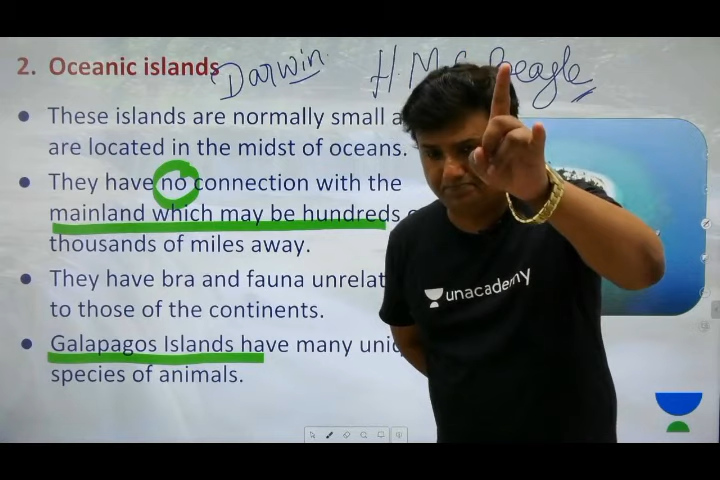 2. Oceanic islands Darwin H.M.S Beagle
• These islands are normally small a
are located in the midst of oceans.
• They have no connection with the
mainland which may be hundreds
thousands of miles away.
• They have bra and fauna unrelat
to those of the continents.
• Galapagos Islands have many uniq
species of animals.
unacademy